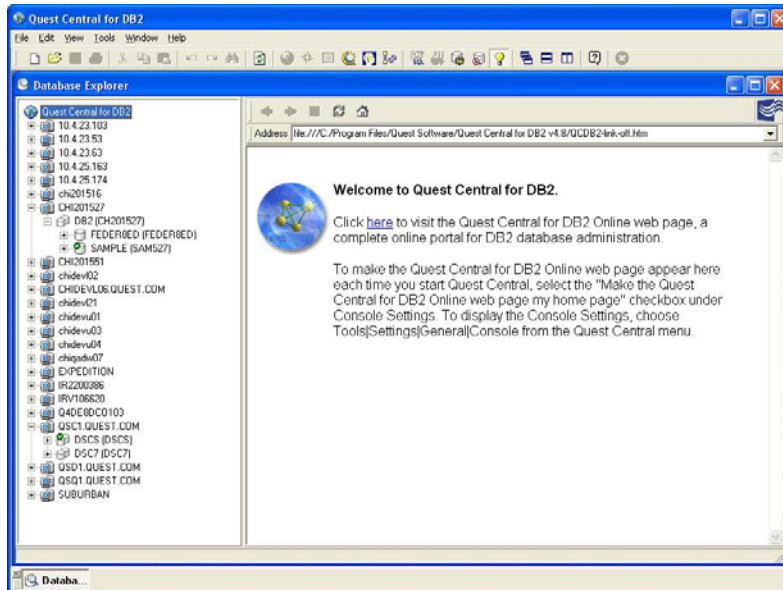 Quest Central for DB2
File Edit View Tools Window Help
Database Explorer
Quest Central for DB2
10.4.23.103
10.4.23.53
10.4.23.63
10.4.25.163
10.4.25.174
chi201516
CHI201527
DB2 (CH201527)
FEDER8ED (FEDER8ED)
SAMPLE (SAM527)
CHI201551
chidevl02
CHIDEVL06.QUEST.COM
chidevl21
chidevu01
chidevu03
chidevu04
chiqadw07
EXPEDITION
IR2200386
IRV106620
Q4DE8DC0103
QSC1.QUEST.COM
DSCS (DSCS)
DSC7 (DSC7)
QSD1.QUEST.COM
QSQ1.QUEST.COM
SUBURBAN
Address file:///C:/Program Files/Quest Software/Quest Central for DB2 v4.8/QCDB2-link-off.htm
Welcome to Quest Central for DB2.
Click here to visit the Quest Central for DB2 Online web page, a
complete online portal for DB2 database administration.
To make the Quest Central for DB2 Online web page appear here
each time you start Quest Central, select the "Make the Quest
Central for DB2 Online web page my home page" checkbox under
Console Settings. To display the Console Settings, choose
Tools|Settings|General|Console from the Quest Central menu.
Databa...